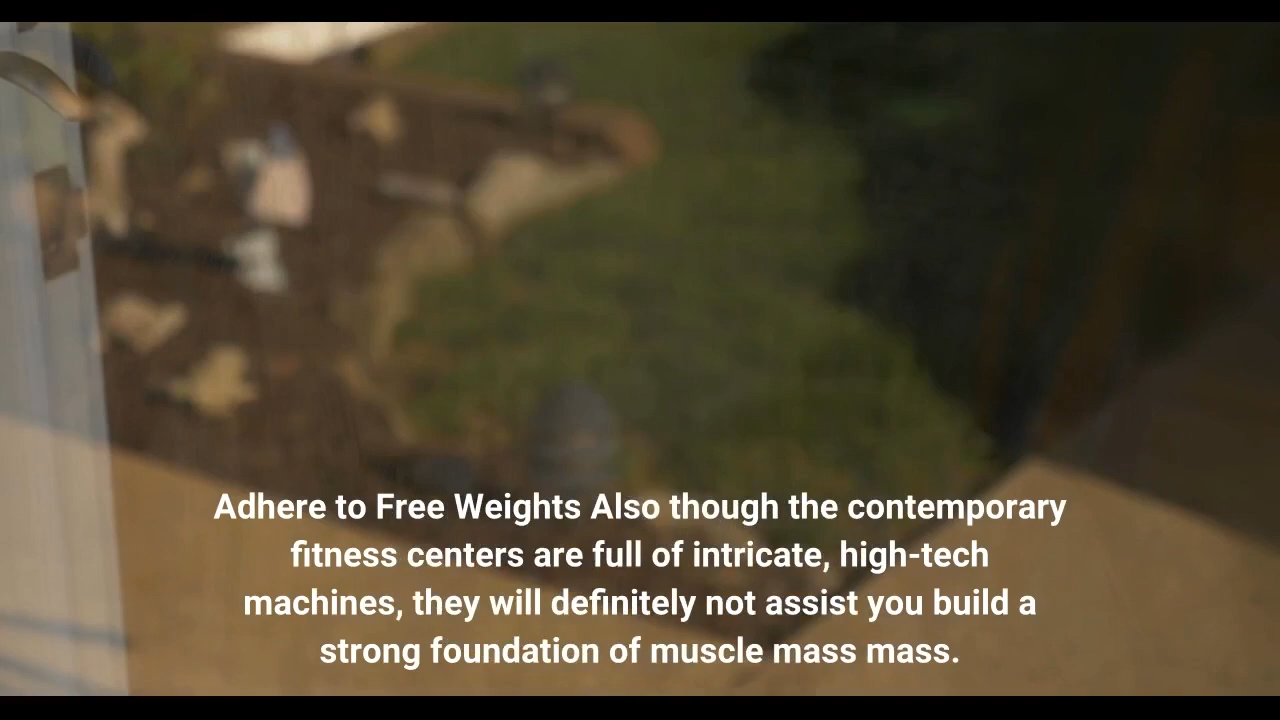 Adhere to Free Weights Also though the contemporary
fitness centers are full of intricate, high-tech
machines, they will definitely not assist you build a
strong foundation of muscle mass mass.